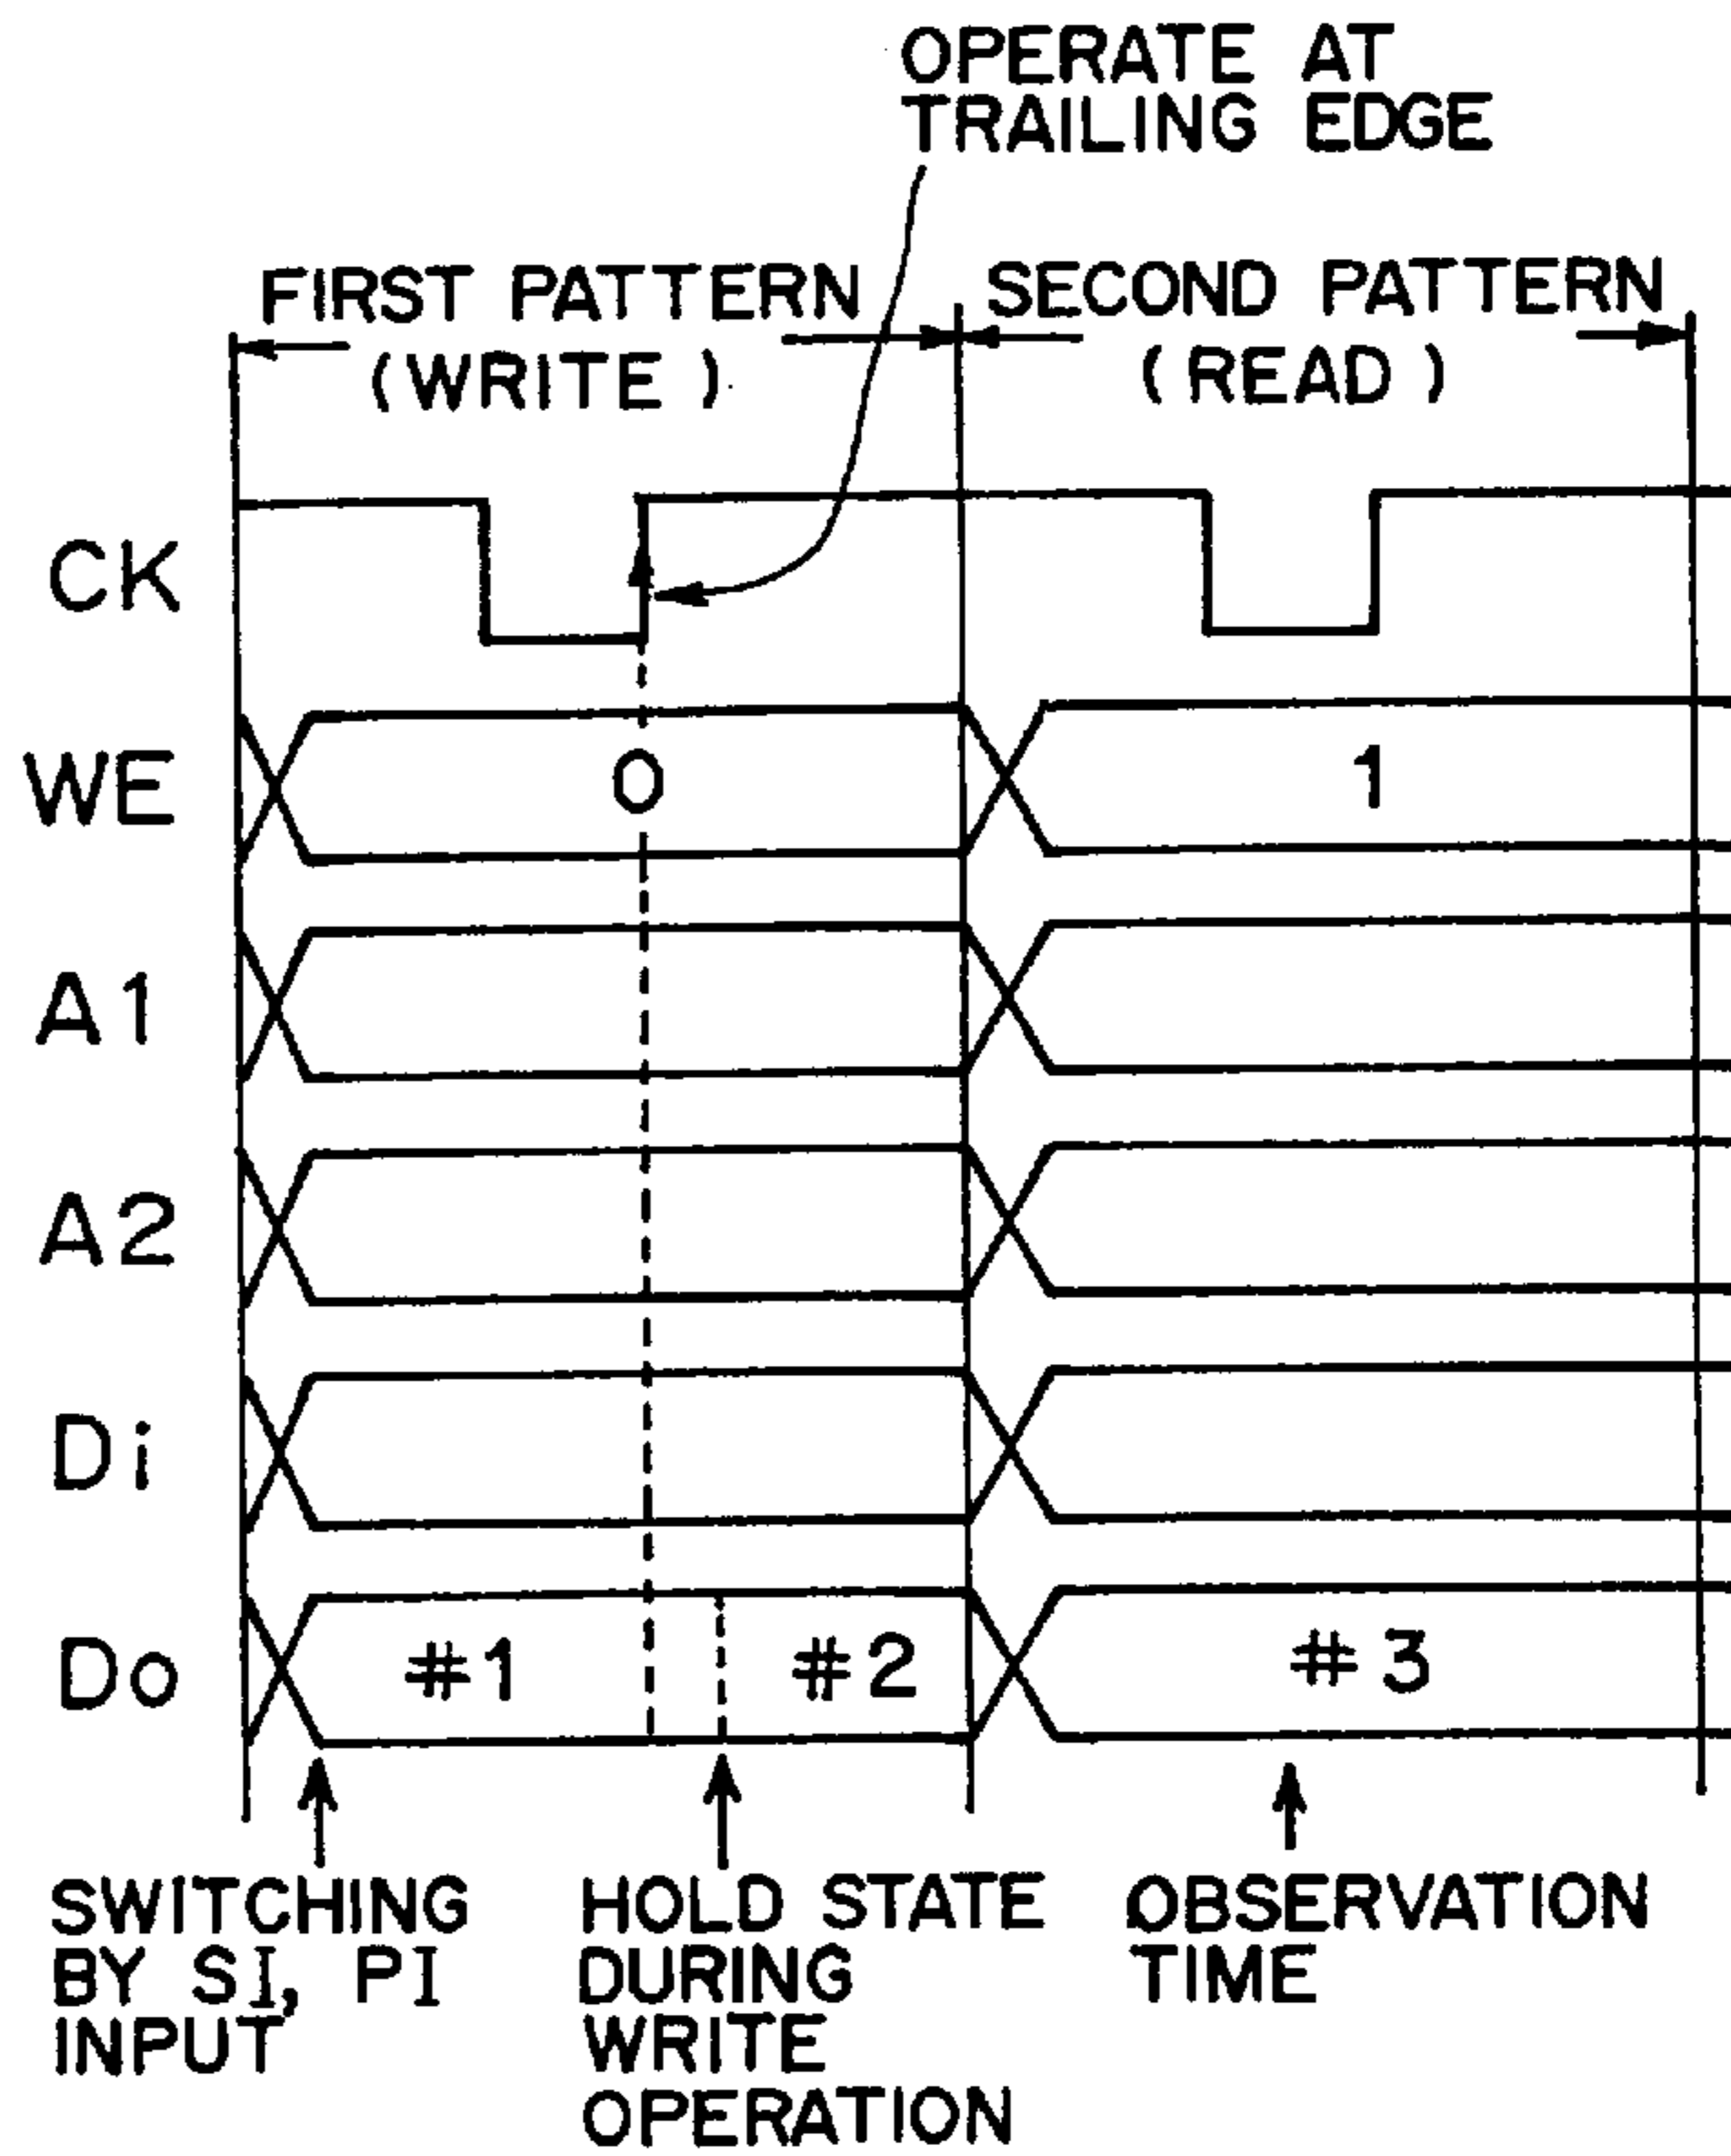 OPERATE AT
TRAILING EDGE
FIRST PATTERN
(WRITE)
SECOND PATTERN
(READ)
CK
WE
0
1
A1
A2
Di
Do
#1
#2
#3
SWITCHING
BY SI, PI
INPUT
HOLD STATE
DURING
WRITE
OPERATION
OBSERVATION
TIME